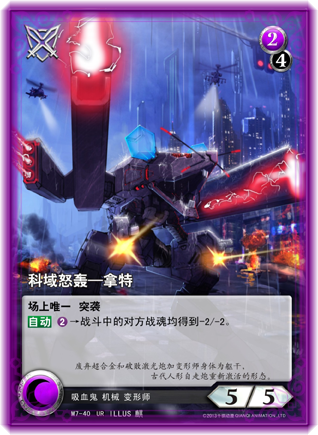 2
4
科域怒轰—拿特
场上唯一 突袭
自动 2→战斗中的对方战魂均得到-2/-2。
废弃超合金和破败激光炮加变形师身体为躯干,
古代人形自走炮重新激活的形态。
吸血鬼 机械 变形师
5 / 5
W7-40 UR ILLUS 麒